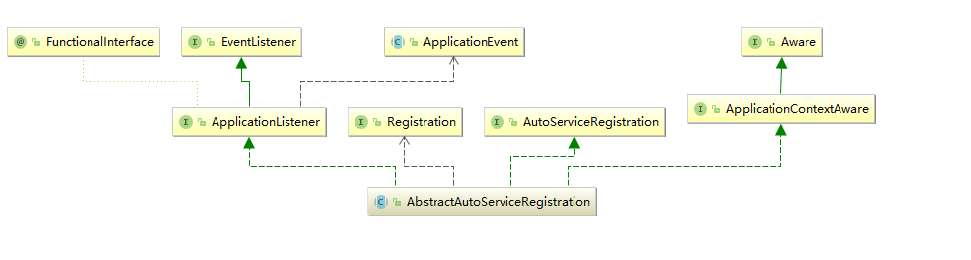 @ FunctionalInterface
I EventListener
C ApplicationEvent
I Aware
I ApplicationListener
I Registration
I AutoServiceRegistration
I ApplicationContextAware
C AbstractAutoServiceRegistration